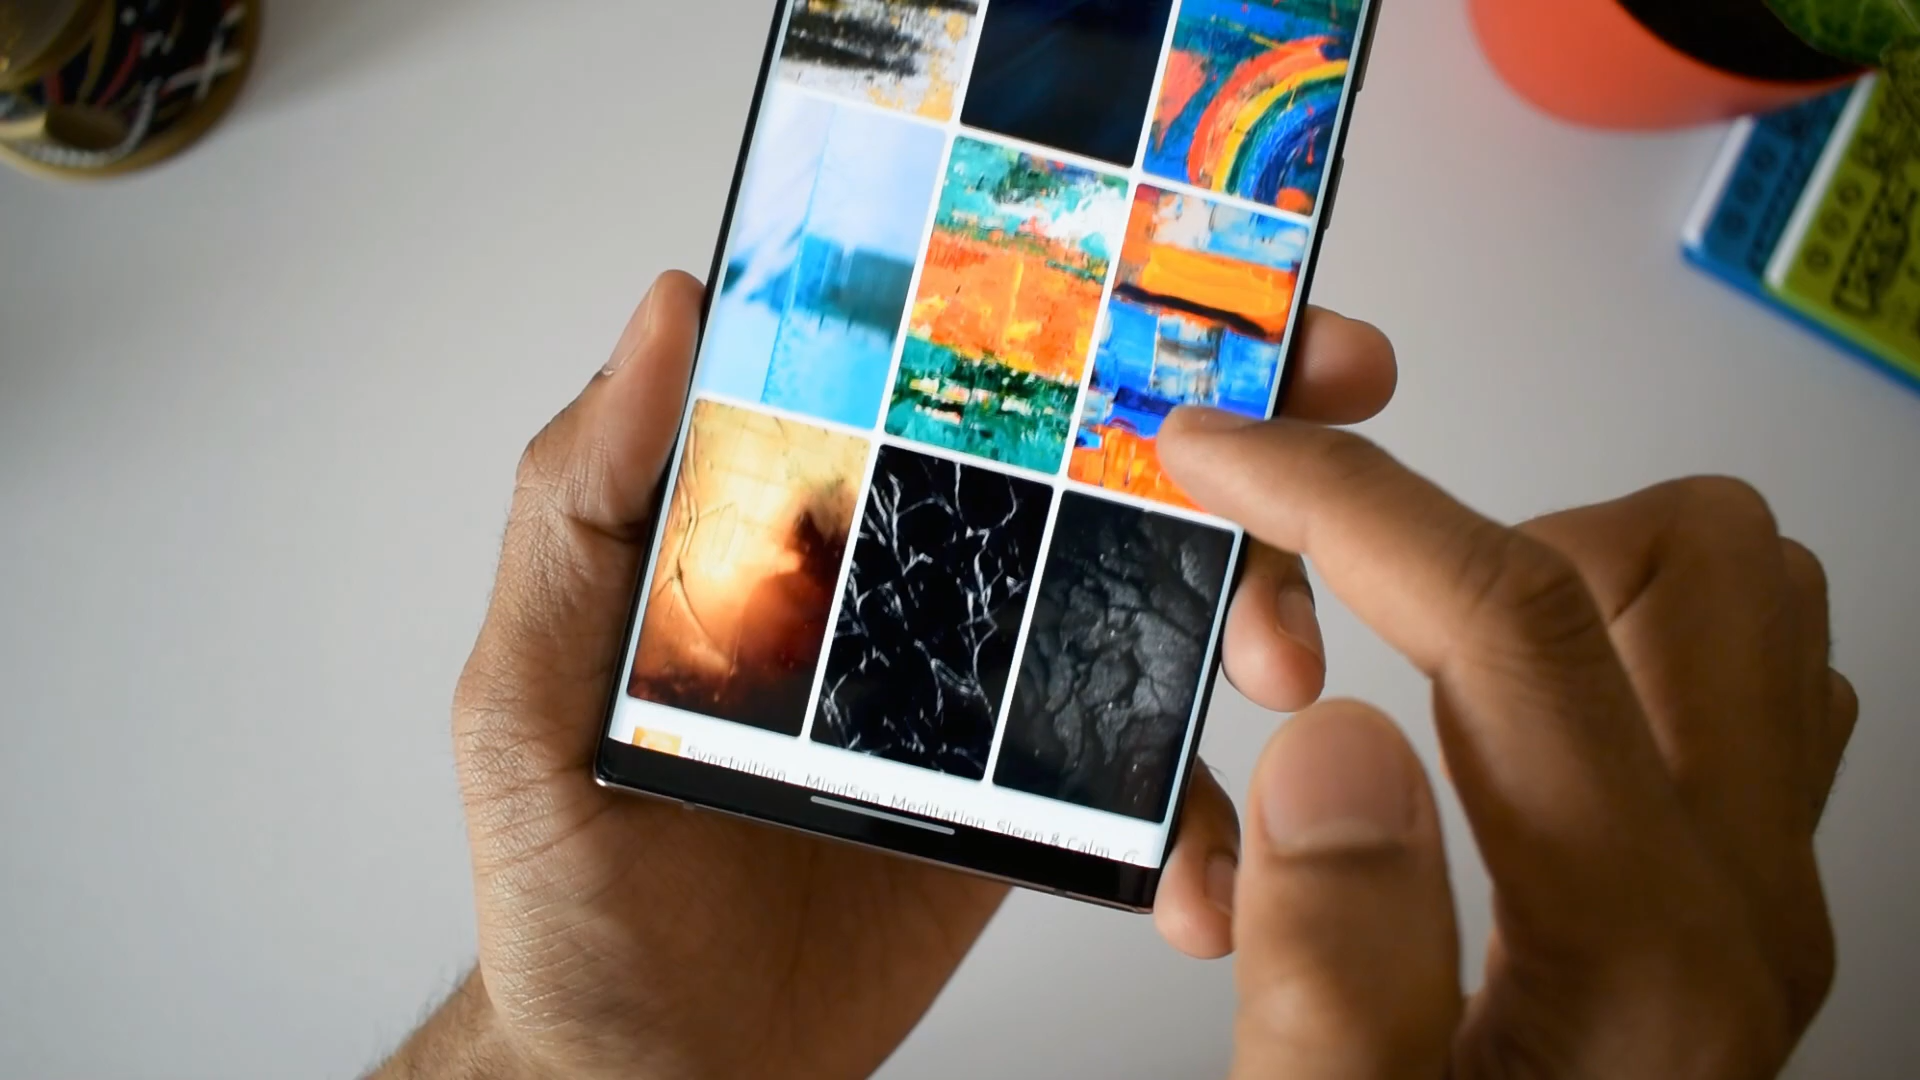 Synctuition - MindSpa, Meditation, Sleep & Calm